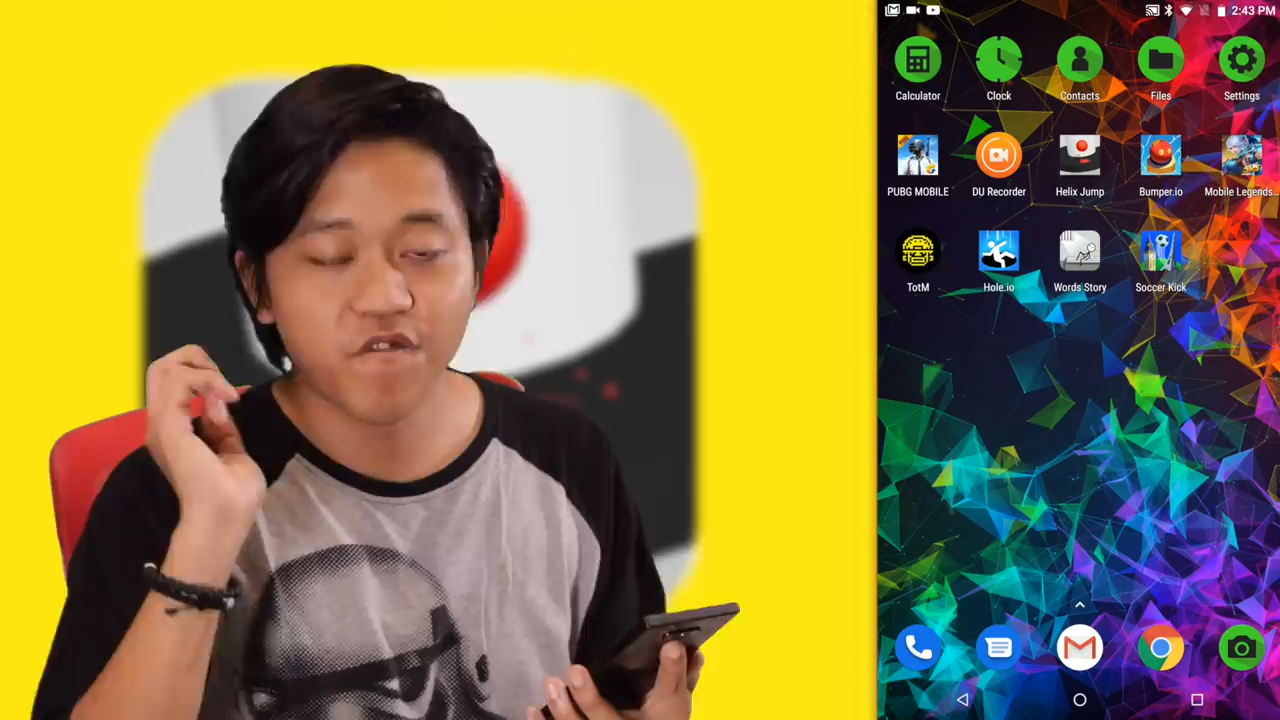 2:43 PM
Calculator Clock Contacts Files Settings
PUBG MOBILE DU Recorder Helix Jump Bumper.io Mobile Legends...
TotM Hole.io Words Story Soccer Kick